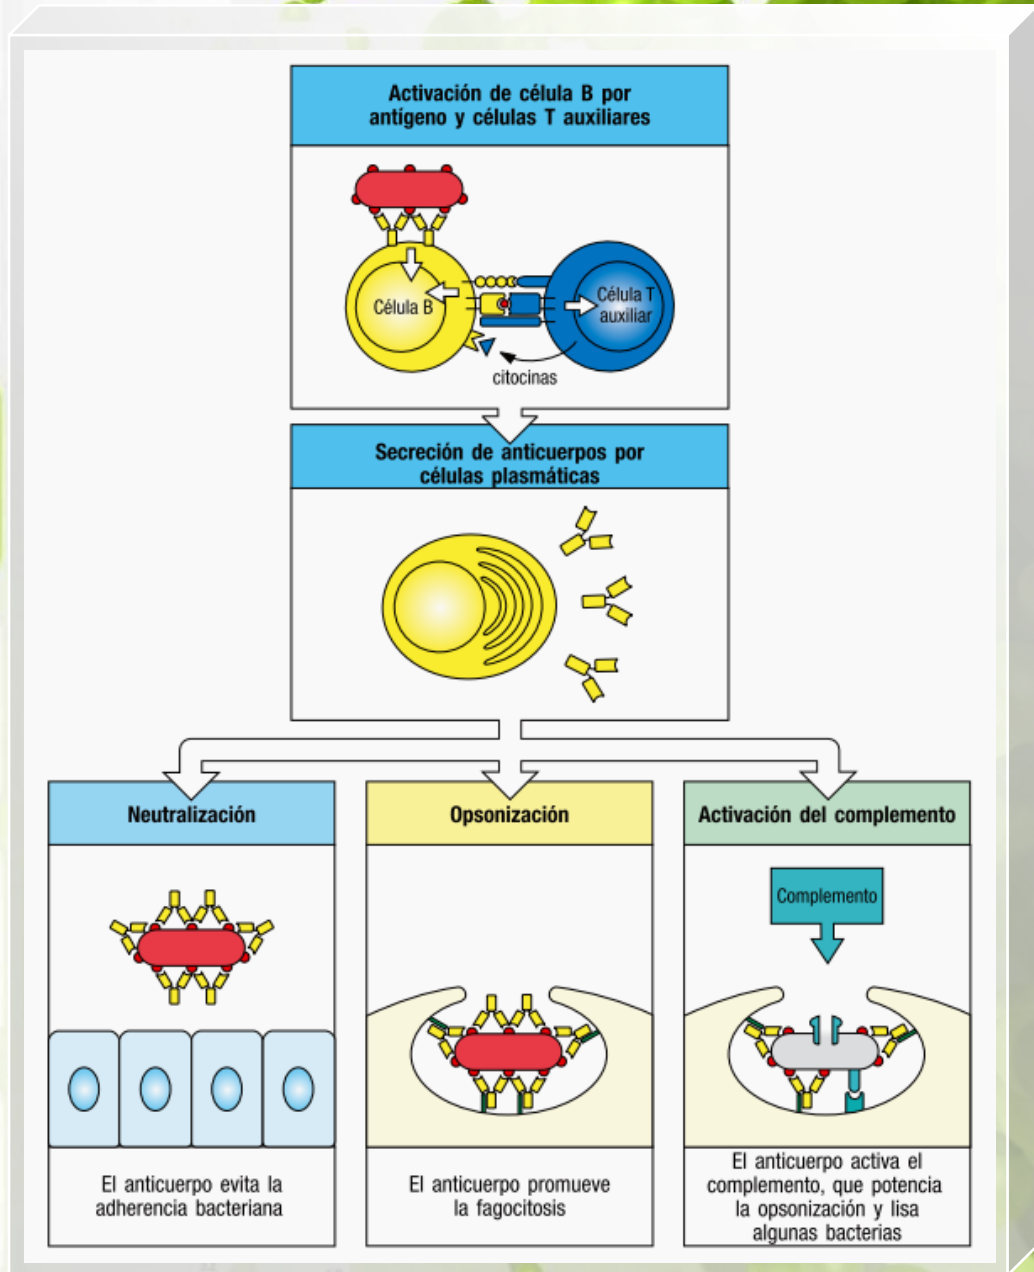 Activación de célula B por
antígeno y células T auxiliares
Célula B
Célula T
auxiliar
citocinas
Secreción de anticuerpos por
células plasmáticas
Neutralización
El anticuerpo evita la
adherencia bacteriana
Opsonización
El anticuerpo promueve
la fagocitosis
Activación del complemento
Complemento
El anticuerpo activa el
complemento, que potencia
la opsonización y lisa
algunas bacterias